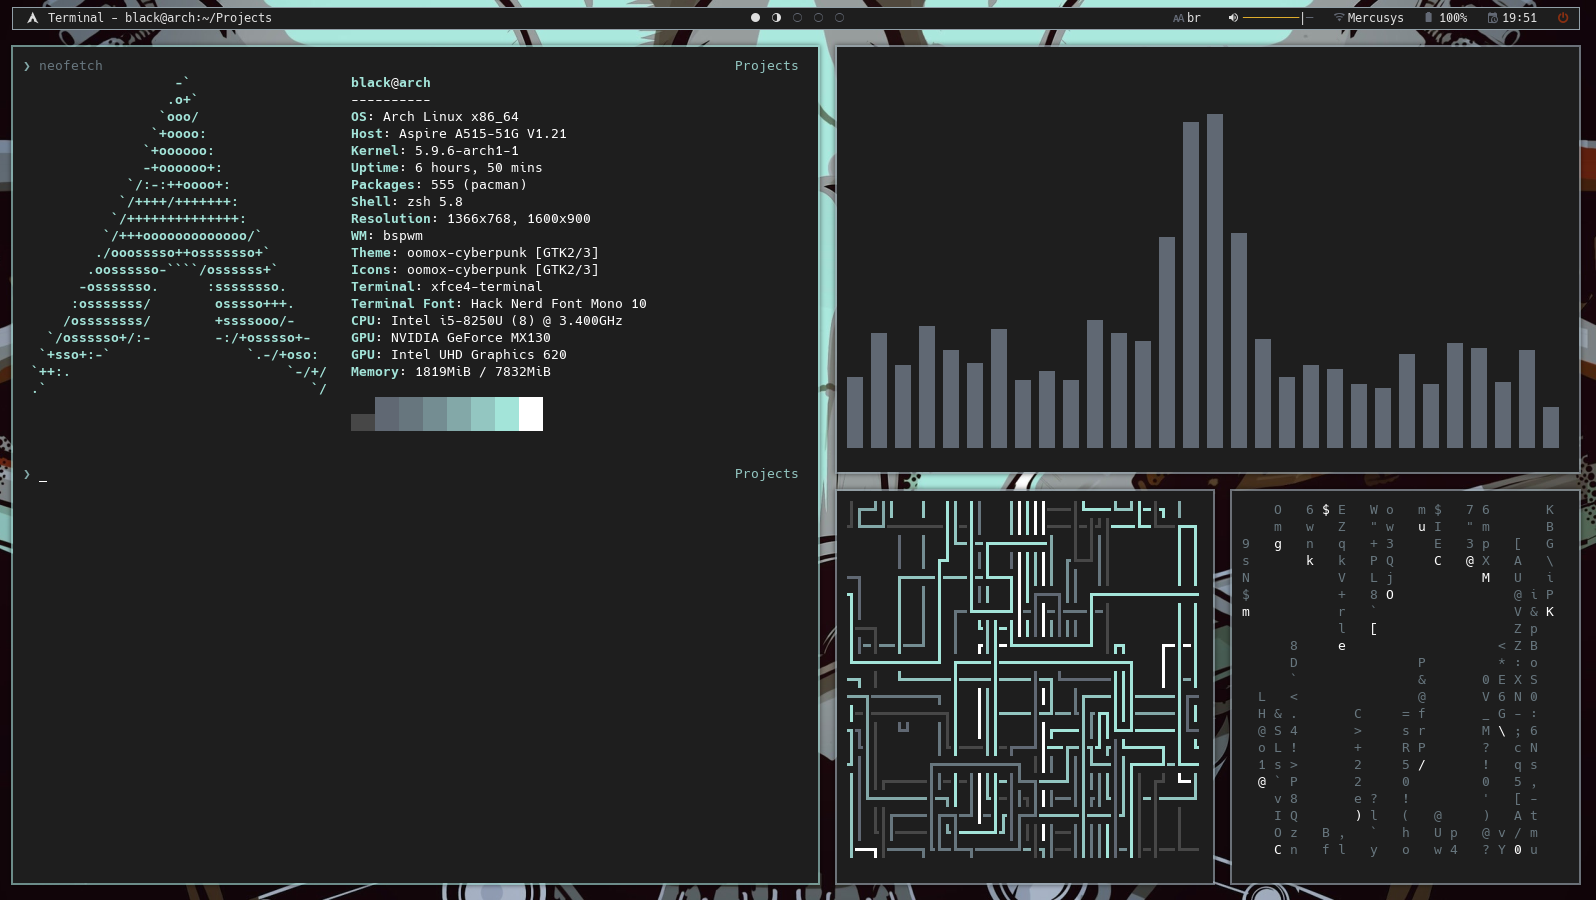 Terminal - black@arch:~/Projects
br
Mercusys
100%
19:51
❯ neofetch
Projects
black@arch
----------
OS: Arch Linux x86_64
Host: Aspire A515-51G V1.21
Kernel: 5.9.6-arch1-1
Uptime: 6 hours, 50 mins
Packages: 555 (pacman)
Shell: zsh 5.8
Resolution: 1366x768, 1600x900
WM: bspwm
Theme: oomox-cyberpunk [GTK2/3]
Icons: oomox-cyberpunk [GTK2/3]
Terminal: xfce4-terminal
Terminal Font: Hack Nerd Font Mono 10
CPU: Intel i5-8250U (8) @ 3.400GHz
GPU: NVIDIA GeForce MX130
GPU: Intel UHD Graphics 620
Memory: 1819MiB / 7832MiB
❯ _
Projects